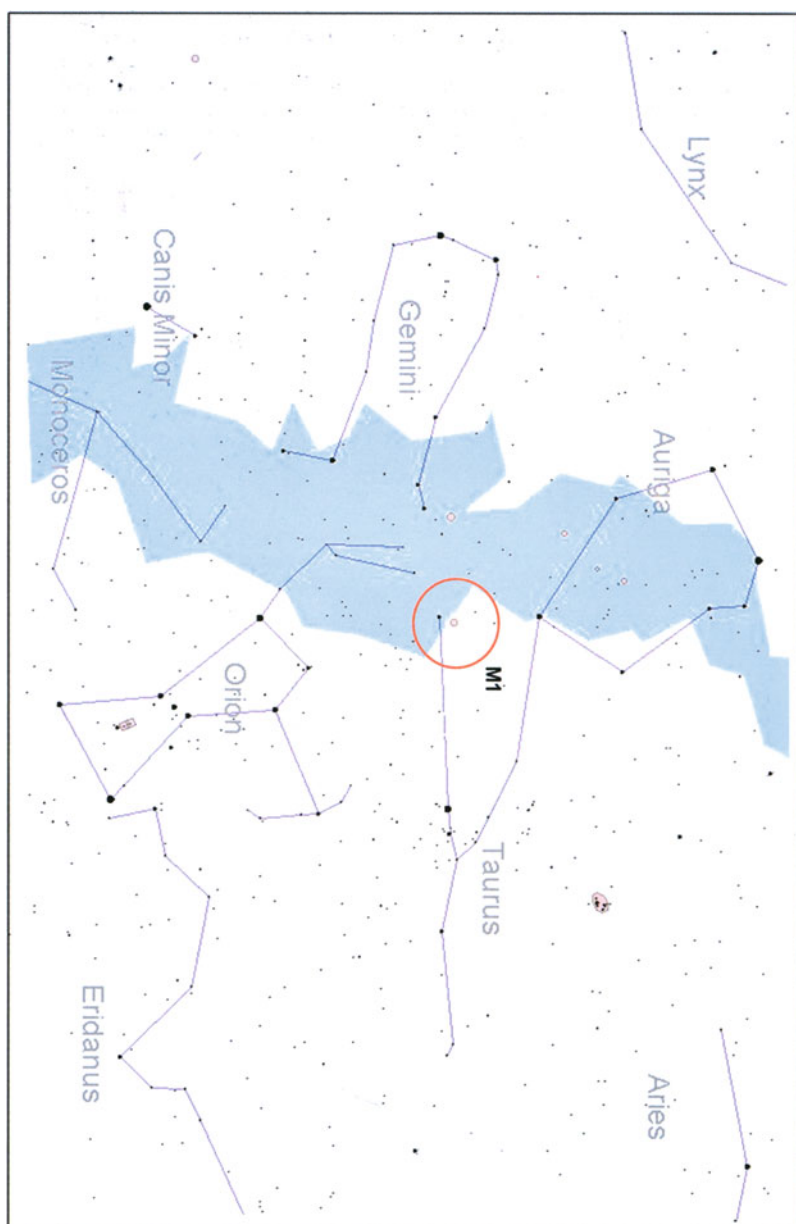 Lynx
Auriga
Aries
Gemini
M1
Taurus
Orion
Canis Minor
Monoceros
Eridanus